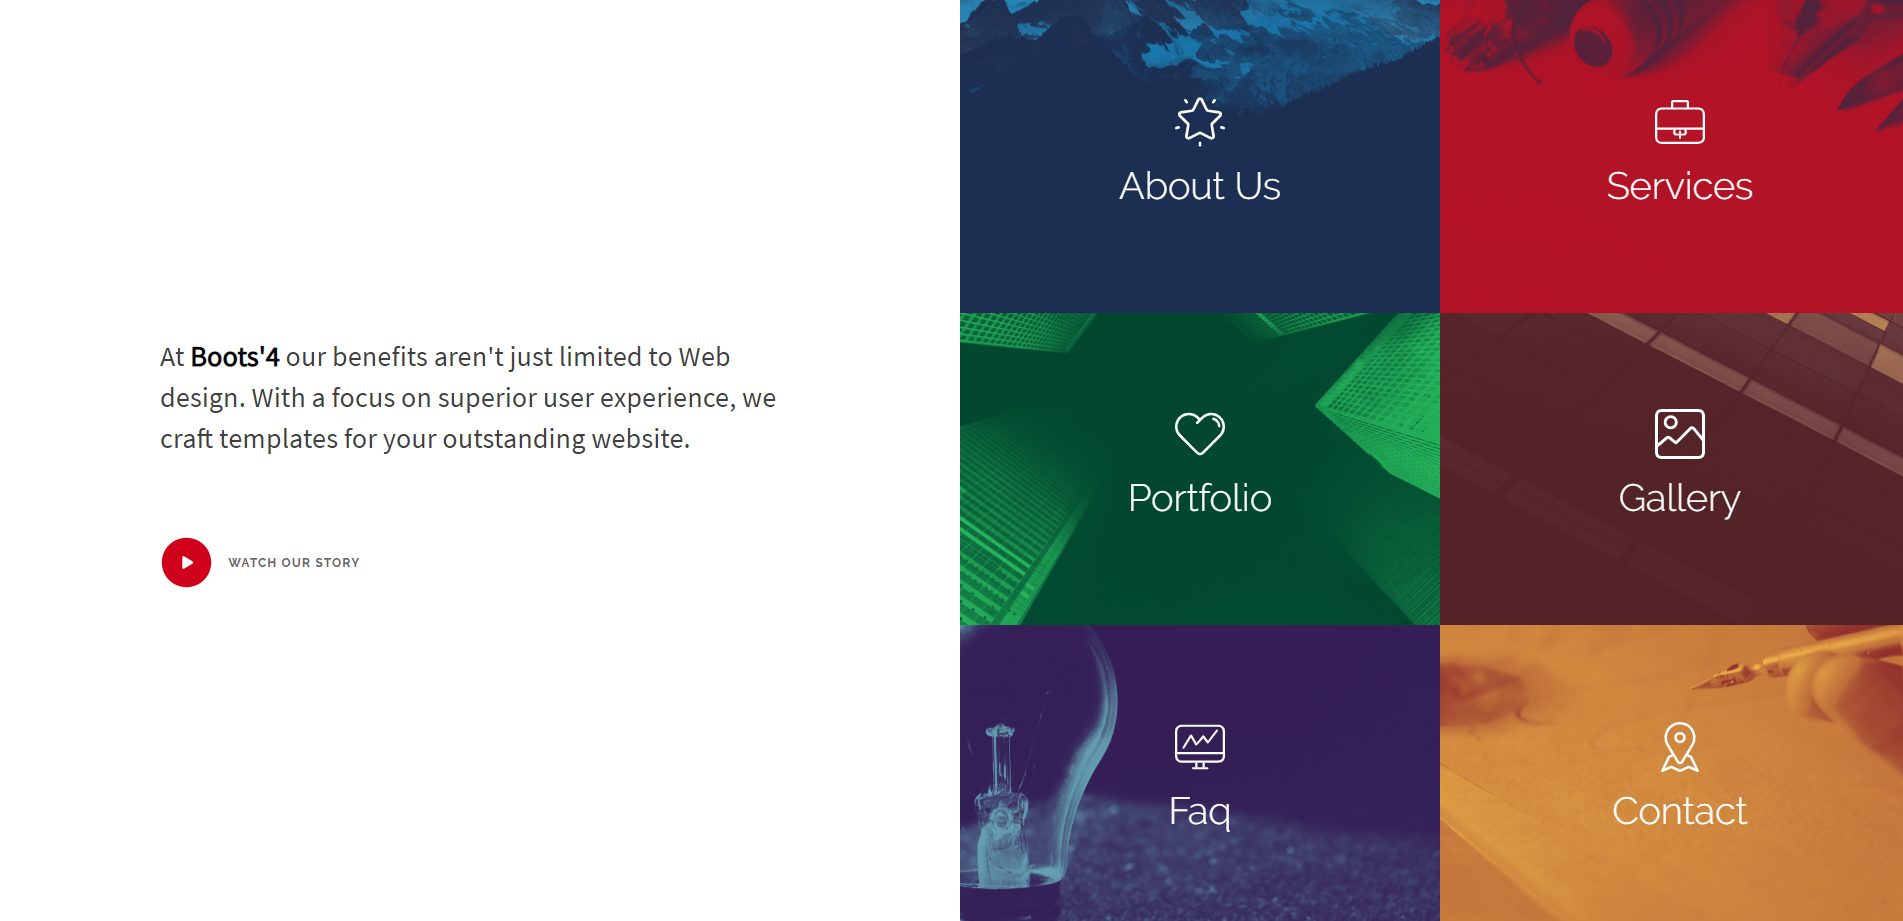 At Boots'4 our benefits aren't just limited to Web
design. With a focus on superior user experience, we
craft templates for your outstanding website.
WATCH OUR STORY
About Us
Services
Portfolio
Gallery
Faq
Contact